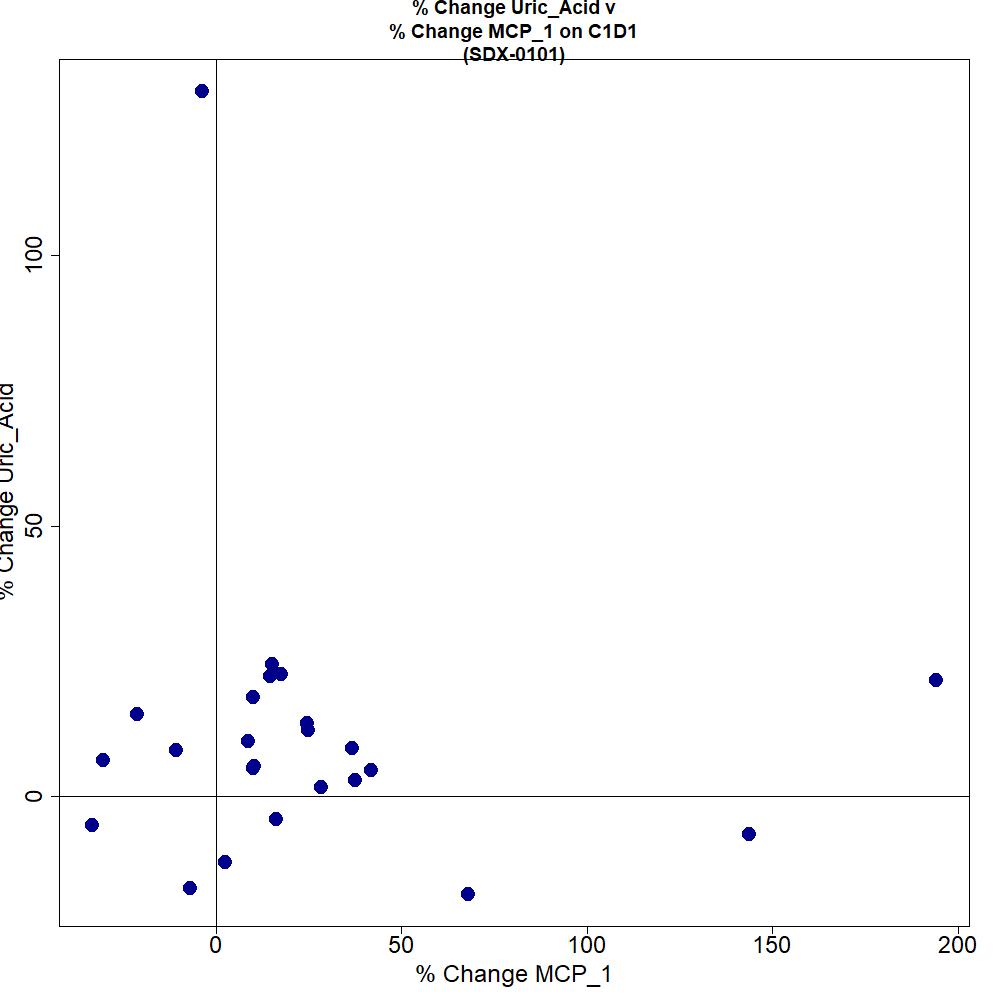 % Change Uric_Acid v
% Change MCP_1 on C1D1
(SDX-0101)
% Change Uric_Acid
100
50
0
0
50
100
150
200
% Change MCP_1